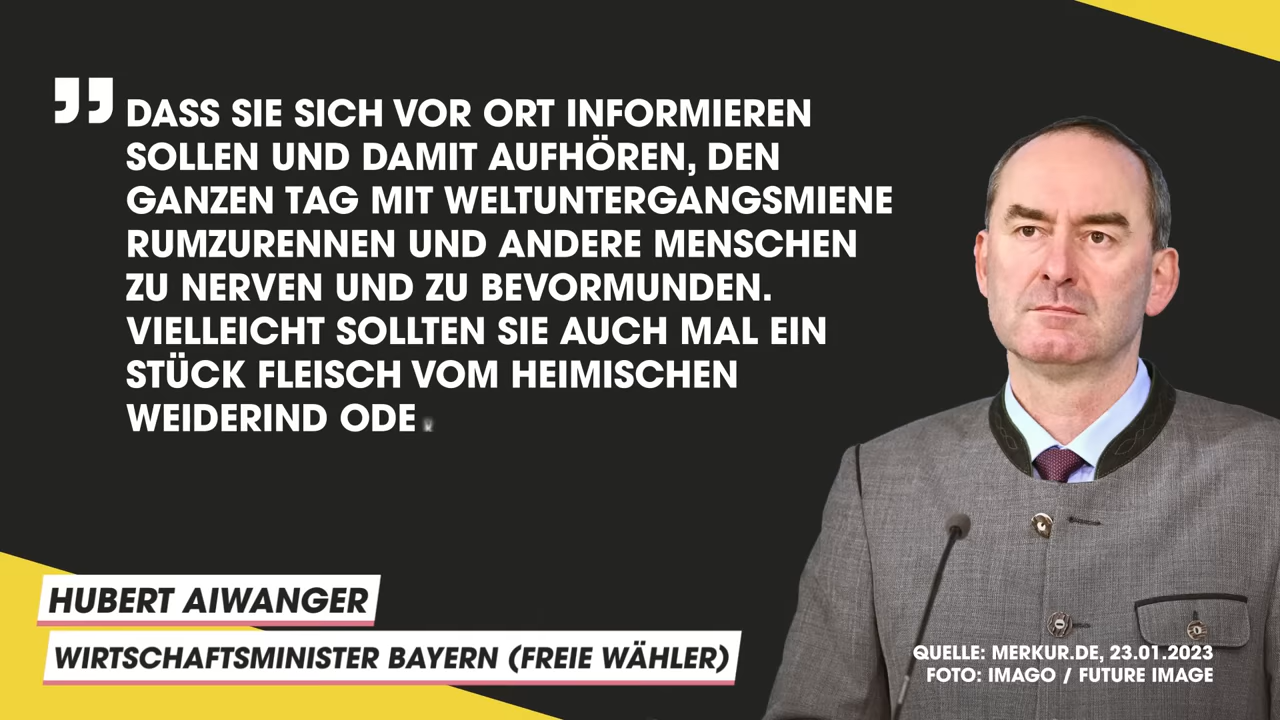 ”
DASS SIE SICH VOR ORT INFORMIEREN
SOLLEN UND DAMIT AUFHÖREN, DEN
GANZEN TAG MIT WELTUNTERGANGSMIENE
RUMZURENNEN UND ANDERE MENSCHEN
ZU NERVEN UND ZU BEVORMUNDEN.
VIELLEICHT SOLLTEN SIE AUCH MAL EIN
STÜCK FLEISCH VOM HEIMISCHEN
WEIDERIND ODE
HUBERT AIWANGER
WIRTSCHAFTSMINISTER BAYERN (FREIE WÄHLER)
QUELLE: MERKUR.DE, 23.01.2023
FOTO: IMAGO / FUTURE IMAGE